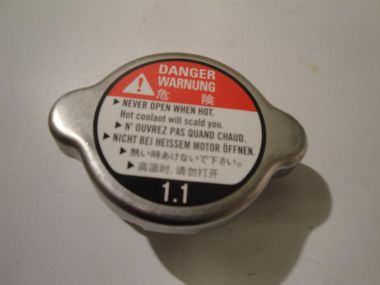 DANGER
WARNUNG
危 険
▶ NEVER OPEN WHEN HOT.
Hot coolant will scald you.
▶ N' OUVREZ PAS QUAND CHAUD.
▶ NICHT BEI HEISSEM MOTOR ÖFFNEN.
▶ 熱い時あけないで下さい。
▶ 高温时, 请勿打开
1.1